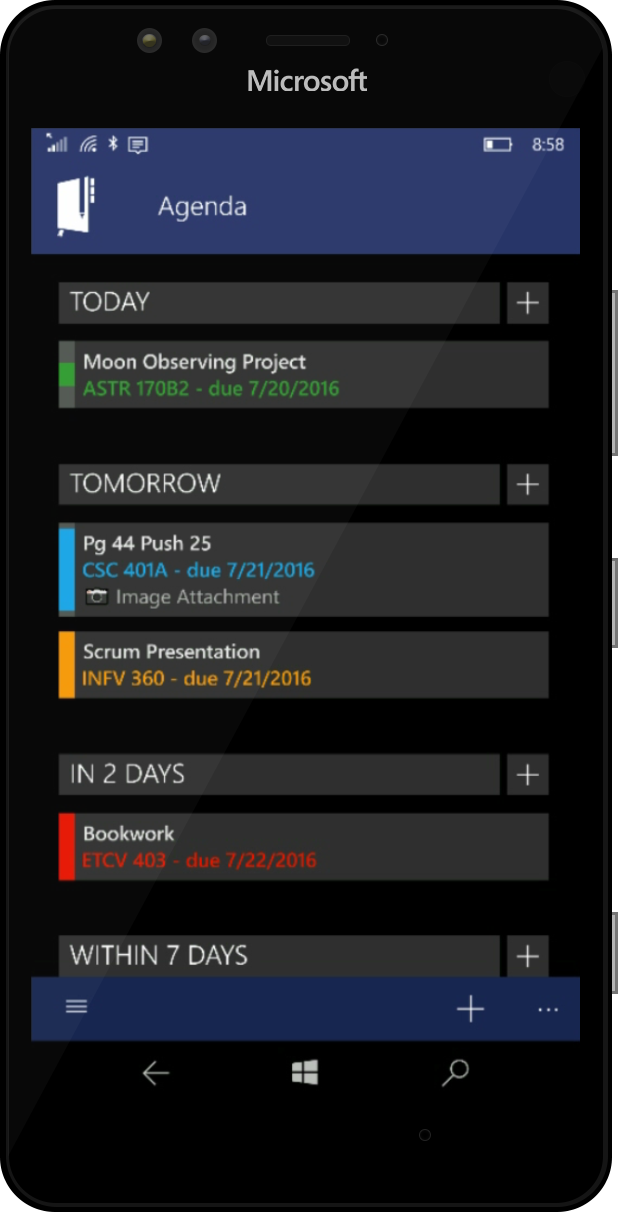 Microsoft
8:58
Agenda
TODAY
Moon Observing Project
ASTR 170B2 - due 7/20/2016
TOMORROW
Pg 44 Push 25
CSC 401A - due 7/21/2016
Image Attachment
Scrum Presentation
INFV 360 - due 7/21/2016
IN 2 DAYS
Bookwork
ETCV 403 - due 7/22/2016
WITHIN 7 DAYS